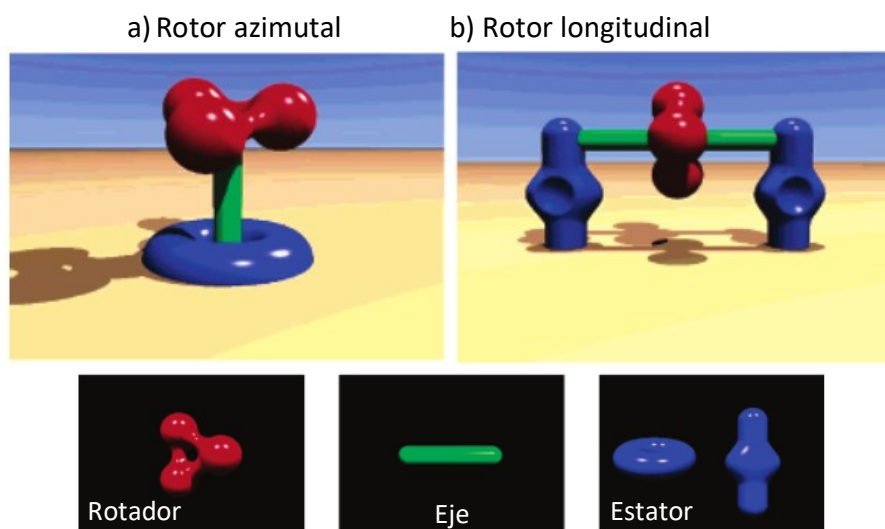 a) Rotor azimutal
b) Rotor longitudinal
Rotador
Eje
Estator